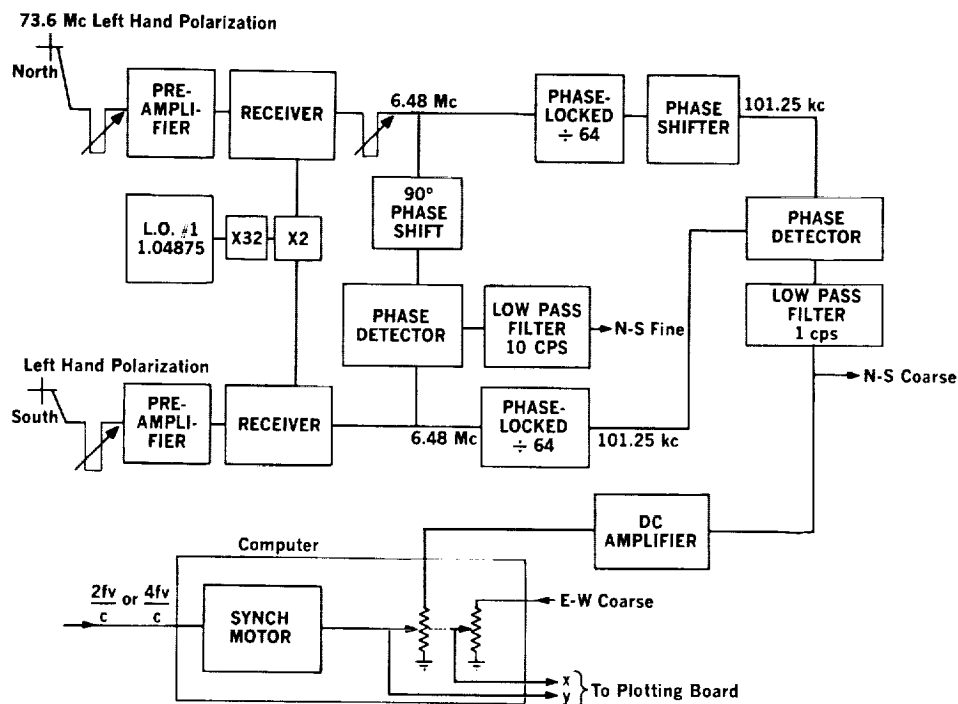 73.6 Mc Left Hand Polarization
North
PRE-
AMPLI-
FIER
RECEIVER
6.48 Mc
PHASE-
LOCKED
÷ 64
PHASE
SHIFTER
101.25 kc
90°
PHASE
SHIFT
L.O. #1
1.04875
X32
X2
PHASE
DETECTOR
PHASE
DETECTOR
LOW PASS
FILTER
10 CPS
N-S Fine
LOW PASS
FILTER
1 cps
N-S Coarse
Left Hand Polarization
South
PRE-
AMPLI-
FIER
RECEIVER
6.48 Mc
PHASE-
LOCKED
÷ 64
101.25 kc
DC
AMPLIFIER
Computer
2fv/c or 4fv/c
SYNCH
MOTOR
E-W Coarse
x
y
To Plotting Board